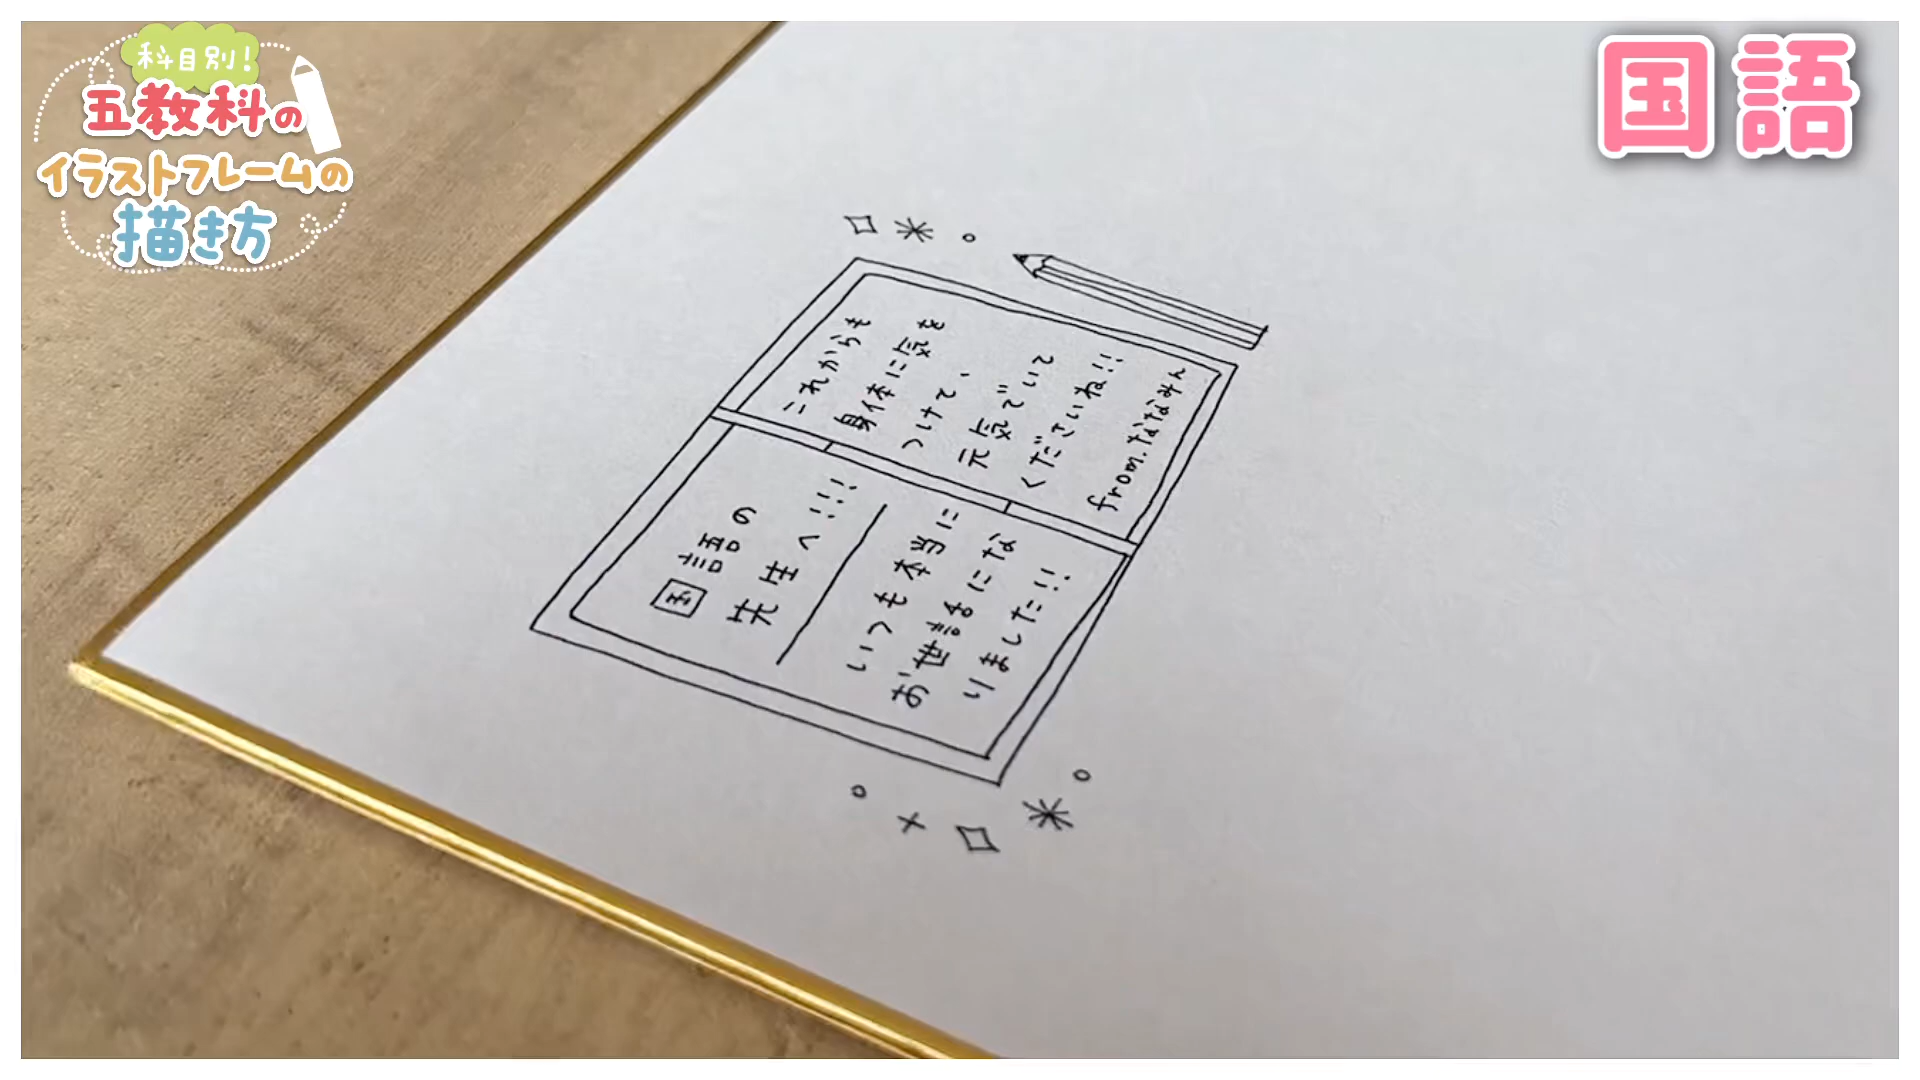 科目別!
五教科の
イラストフレームの
描き方
国語
国語の
先生へ!!!
いつも本当に
お世話にな
りました!!
これからも
身体に気を
つけて、
元気でいて
くださいね!!
from.ななみん